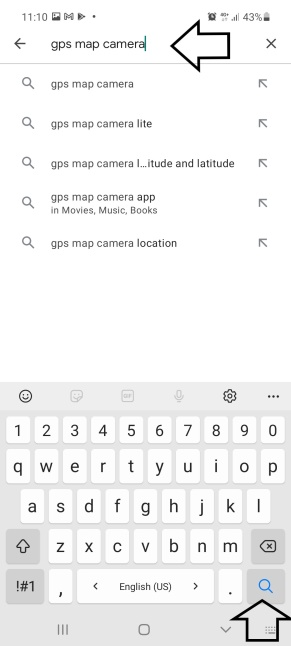 11:10
43%
gps map camera
gps map camera
gps map camera lite
gps map camera l...itude and latitude
gps map camera app
in Movies, Music, Books
gps map camera location
GIF
1 2 3 4 5 6 7 8 9 0
q w e r t y u i o p
a s d f g h j k l
z x c v b n m
!#1 , < English (US) > .